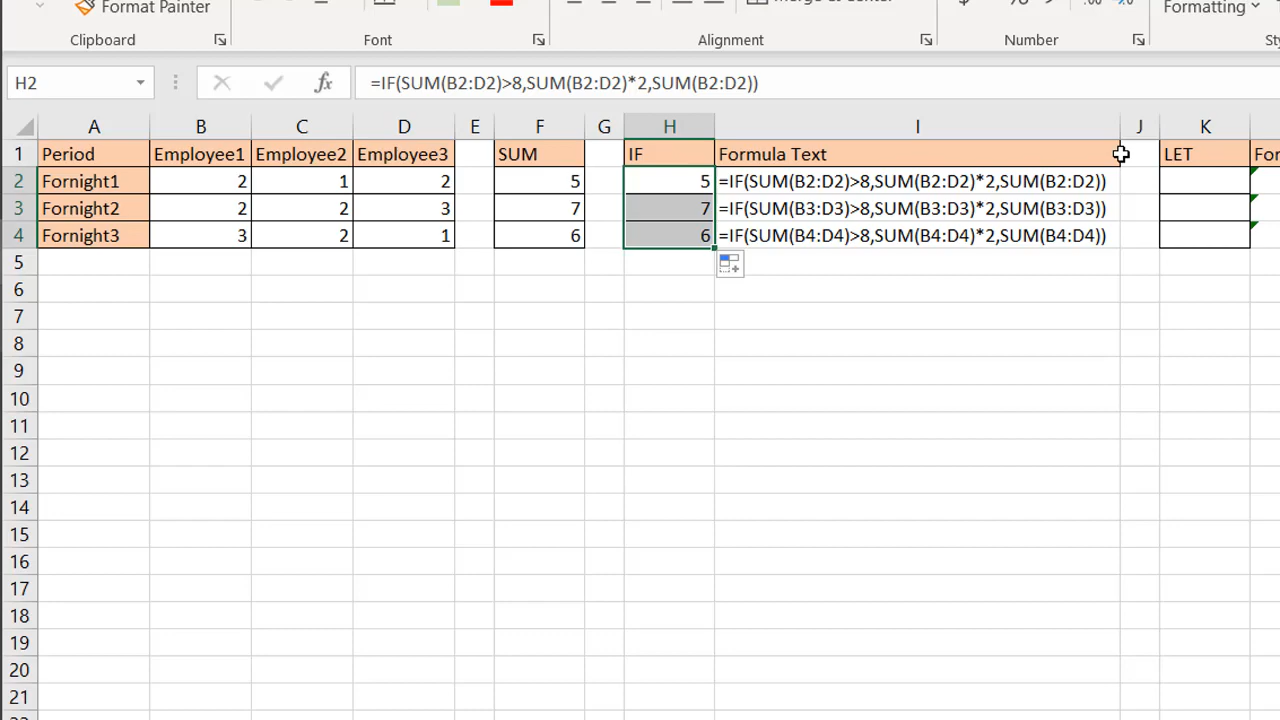 Format Painter
Formatting
Clipboard Font Alignment Number
H2 fx =IF(SUM(B2:D2)>8,SUM(B2:D2)*2,SUM(B2:D2))
A B C D E F G H I J K
1 Period Employee1 Employee2 Employee3 SUM IF Formula Text LET
2 Fornight1 2 1 2 5 5 =IF(SUM(B2:D2)>8,SUM(B2:D2)*2,SUM(B2:D2))
3 Fornight2 2 2 3 7 7 =IF(SUM(B3:D3)>8,SUM(B3:D3)*2,SUM(B3:D3))
4 Fornight3 3 2 1 6 6 =IF(SUM(B4:D4)>8,SUM(B4:D4)*2,SUM(B4:D4))
5
6
7
8
9
10
11
12
13
14
15
16
17
18
19
20
21